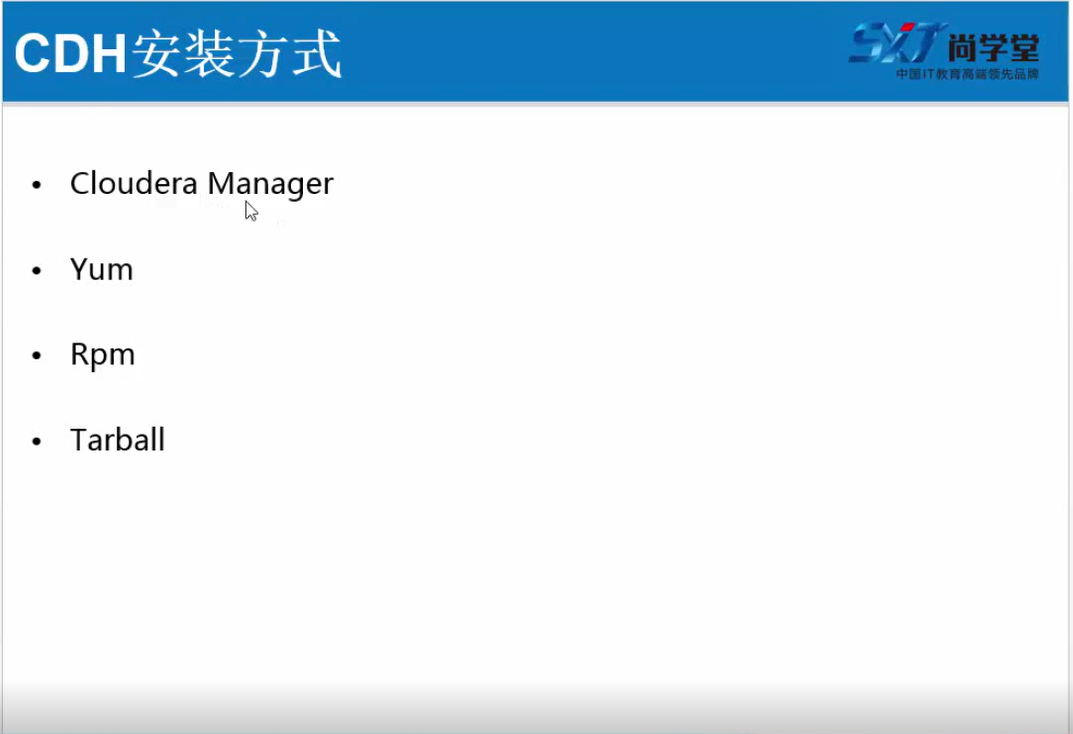 CDH安装方式
SXT 尚学堂
中国IT教育高端领先品牌
• Cloudera Manager
• Yum
• Rpm
• Tarball